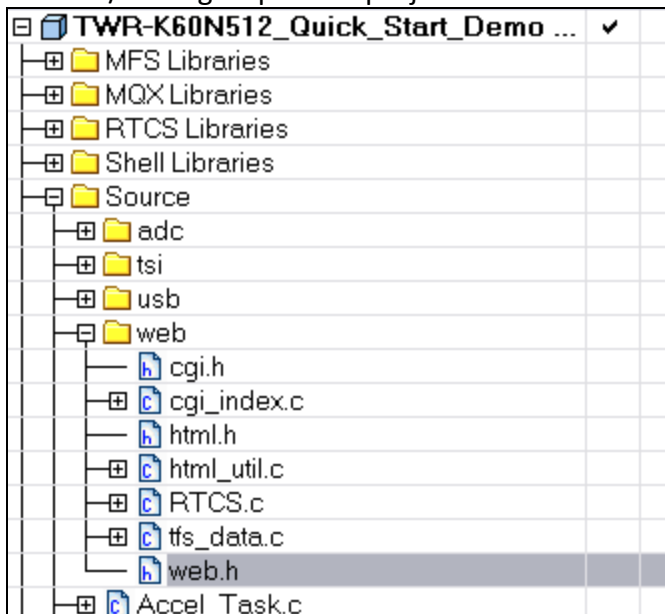 TWR-K60N512_Quick_Start_Demo ...
MFS Libraries
MQX Libraries
RTCS Libraries
Shell Libraries
Source
adc
tsi
usb
web
cgi.h
cgi_index.c
html.h
html_util.c
RTCS.c
tfs_data.c
web.h
Accel_Task.c